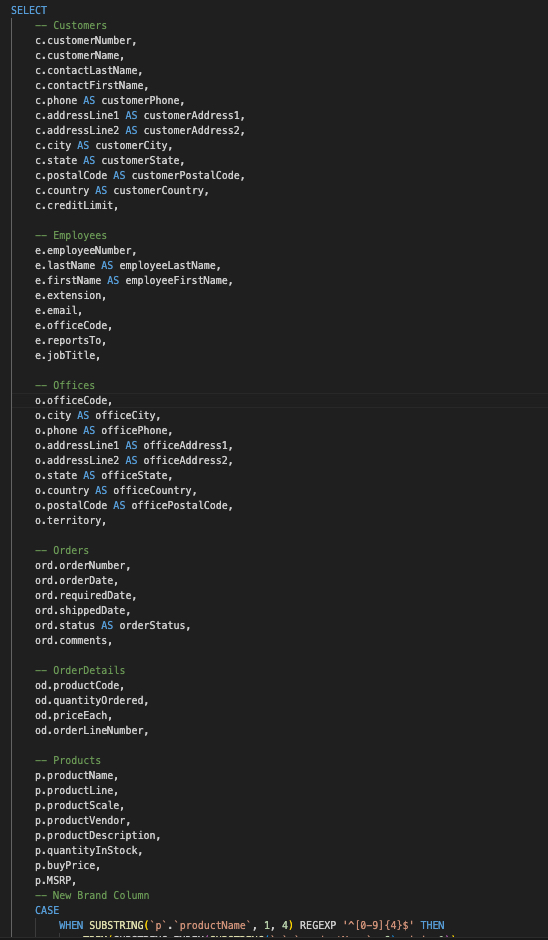 SELECT
-- Customers
c.customerNumber,
c.customerName,
c.contactLastName,
c.contactFirstName,
c.phone AS customerPhone,
c.addressLine1 AS customerAddress1,
c.addressLine2 AS customerAddress2,
c.city AS customerCity,
c.state AS customerState,
c.postalCode AS customerPostalCode,
c.country AS customerCountry,
c.creditLimit,
-- Employees
e.employeeNumber,
e.lastName AS employeeLastName,
e.firstName AS employeeFirstName,
e.extension,
e.email,
e.officeCode,
e.reportsTo,
e.jobTitle,
-- Offices
o.officeCode,
o.city AS officeCity,
o.phone AS officePhone,
o.addressLine1 AS officeAddress1,
o.addressLine2 AS officeAddress2,
o.state AS officeState,
o.country AS officeCountry,
o.postalCode AS officePostalCode,
o.territory,
-- Orders
ord.orderNumber,
ord.orderDate,
ord.requiredDate,
ord.shippedDate,
ord.status AS orderStatus,
ord.comments,
-- OrderDetails
od.productCode,
od.quantityOrdered,
od.priceEach,
od.orderLineNumber,
-- Products
p.productName,
p.productLine,
p.productScale,
p.productVendor,
p.productDescription,
p.quantityInStock,
p.buyPrice,
p.MSRP,
-- New Brand Column
CASE
WHEN SUBSTRING(`p`.`productName`, 1, 4) REGEXP '^[0-9]{4}$' THEN